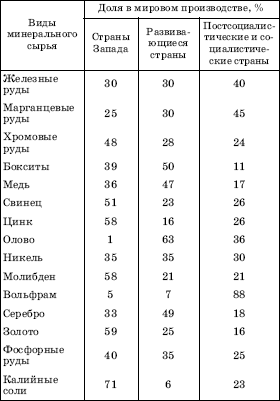 Виды
минерального
сырья
Доля в мировом производстве, %
Страны
Запада
Развива-
ющиеся
страны
Постсоциалис-
тические и со-
циалистиче-
ские страны
Железные
руды 30 30 40
Марганцевые
руды 25 30 45
Хромовые
руды 48 28 24
Бокситы 39 50 11
Медь 36 47 17
Свинец 51 23 26
Цинк 58 16 26
Олово 1 63 36
Никель 35 35 30
Молибден 58 21 21
Вольфрам 5 7 88
Серебро 33 49 18
Золото 59 25 16
Фосфорные
руды 40 35 25
Калийные
соли 71 6 23